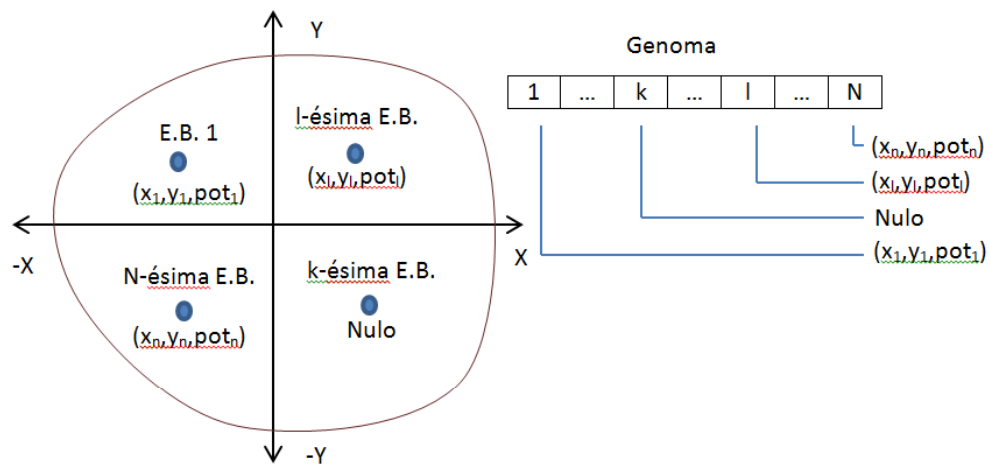 Y
Genoma
1 ... k ... l ... N
E.B. 1
l-ésima E.B.
(x₁,y₁,pot₁)
(xₗ,yₗ,potₗ)
(xₙ,yₙ,potₙ)
(xₗ,yₗ,potₗ)
Nulo
(x₁,y₁,pot₁)
-X
X
N-ésima E.B.
k-ésima E.B.
(xₙ,yₙ,potₙ)
Nulo
-Y